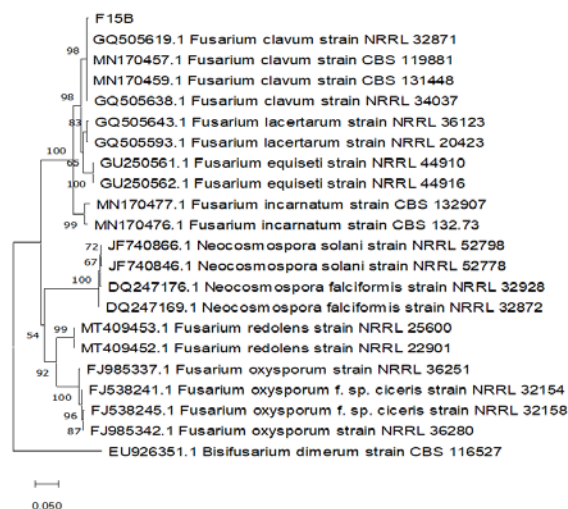 F15B
GQ505619.1 Fusarium clavum strain NRRL 32871
98
MN170457.1 Fusarium clavum strain CBS 119881
MN170459.1 Fusarium clavum strain CBS 131448
98
GQ505638.1 Fusarium clavum strain NRRL 34037
83
GQ505643.1 Fusarium lacertarum strain NRRL 36123
GQ505593.1 Fusarium lacertarum strain NRRL 20423
100
65
GU250561.1 Fusarium equiseti strain NRRL 44910
100
GU250562.1 Fusarium equiseti strain NRRL 44916
MN170477.1 Fusarium incarnatum strain CBS 132907
99
MN170476.1 Fusarium incarnatum strain CBS 132.73
72
JF740866.1 Neocosmospora solani strain NRRL 52798
67
JF740846.1 Neocosmospora solani strain NRRL 52778
100
DQ247176.1 Neocosmospora falciformis strain NRRL 32928
DQ247169.1 Neocosmospora falciformis strain NRRL 32872
54
99
MT409453.1 Fusarium redolens strain NRRL 25600
MT409452.1 Fusarium redolens strain NRRL 22901
92
FJ985337.1 Fusarium oxysporum strain NRRL 36251
100
FJ538241.1 Fusarium oxysporum f. sp. ciceris strain NRRL 32154
96
FJ538245.1 Fusarium oxysporum f. sp. ciceris strain NRRL 32158
87
FJ985342.1 Fusarium oxysporum strain NRRL 36280
EU926351.1 Bisifusarium dimerum strain CBS 116527
0.050